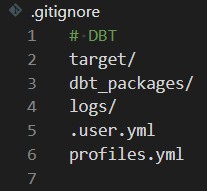 .gitignore
1 # DBT
2 target/
3 dbt_packages/
4 logs/
5 .user.yml
6 profiles.yml
7